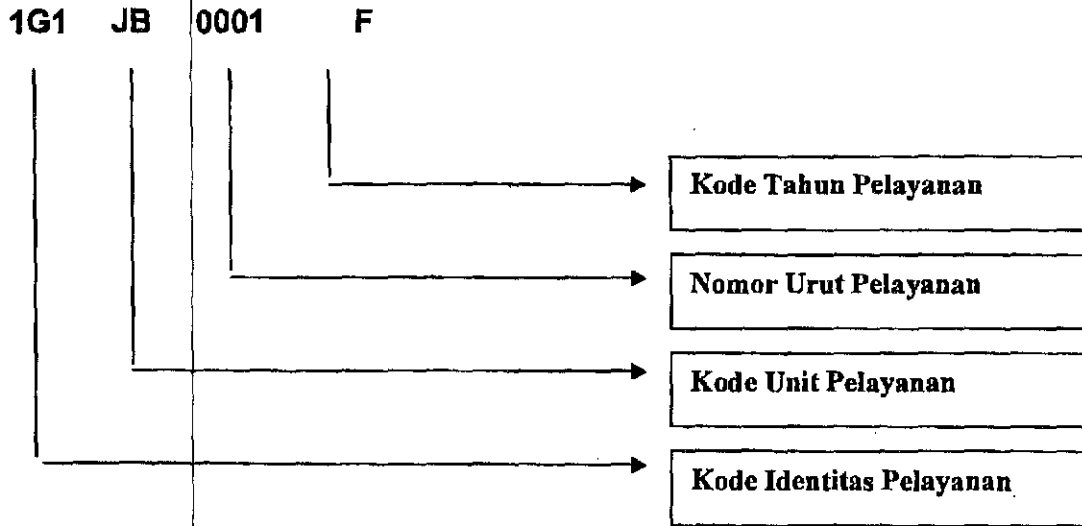 1G1 JB 0001 F
Kode Tahun Pelayanan
Nomor Urut Pelayanan
Kode Unit Pelayanan
Kode Identitas Pelayanan